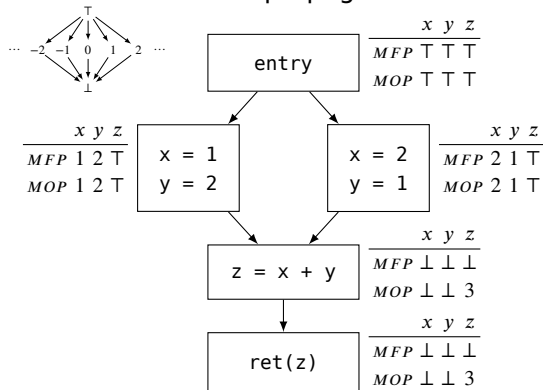 ⊤
··· −2 −1 0 1 2 ···
⊥
entry
x y z
MFP ⊤ ⊤ ⊤
MOP ⊤ ⊤ ⊤
x y z
MFP 1 2 ⊤
MOP 1 2 ⊤
x = 1
y = 2
x = 2
y = 1
x y z
MFP 2 1 ⊤
MOP 2 1 ⊤
z = x + y
x y z
MFP ⊥ ⊥ ⊥
MOP ⊥ ⊥ 3
ret(z)
x y z
MFP ⊥ ⊥ ⊥
MOP ⊥ ⊥ 3